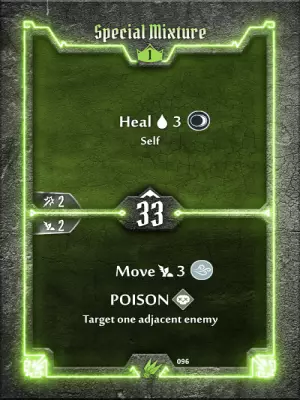 Special Mixture
1
Heal 3
Self
2
33
2
Move 3
POISON
Target one adjacent enemy
096